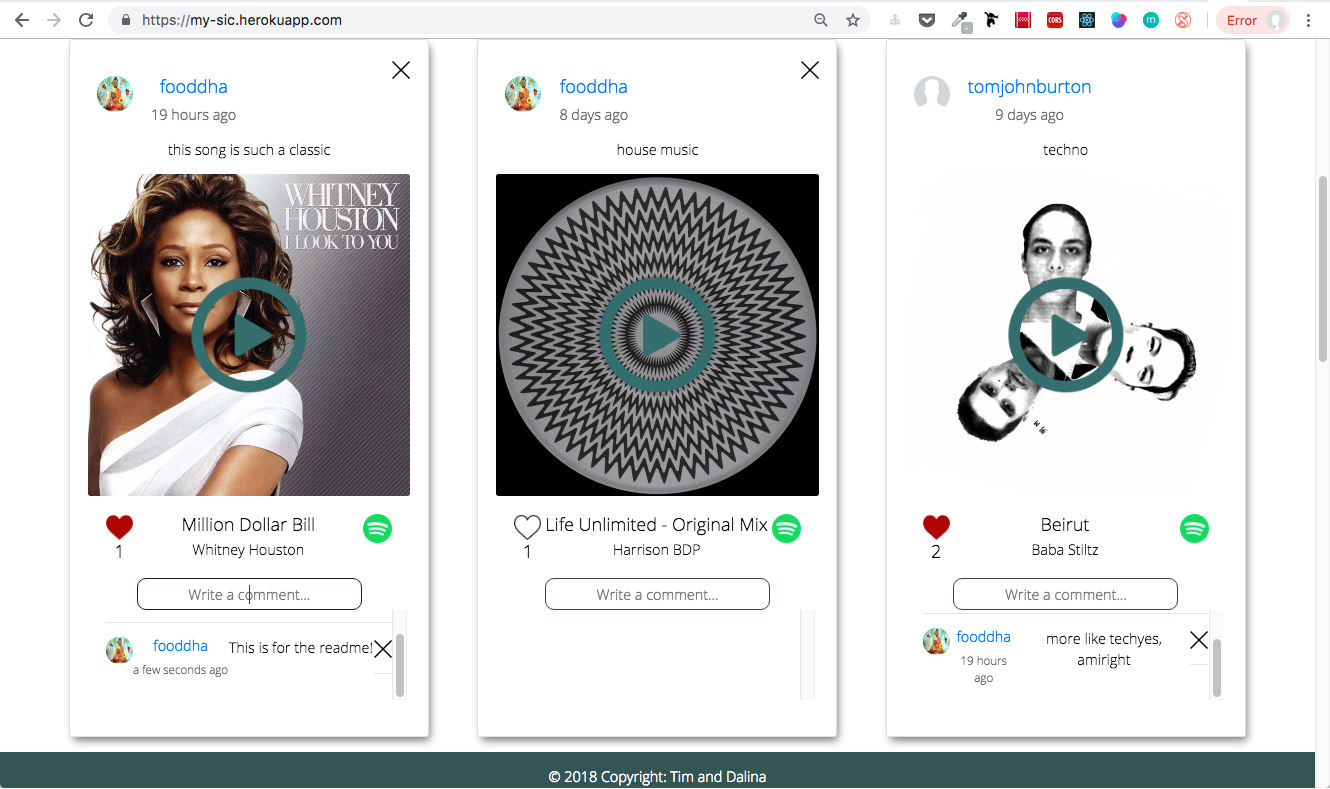 https://my-sic.herokuapp.com
CORS
m
Error
fooddha
19 hours ago
this song is such a classic
WHITNEY
HOUSTON
I LOOK TO YOU
Million Dollar Bill
1
Whitney Houston
Write a comment...
fooddha
This is for the readme!
a few seconds ago
fooddha
8 days ago
house music
Life Unlimited - Original Mix
1
Harrison BDP
Write a comment...
tomjohnburton
9 days ago
techno
Beirut
2
Baba Stiltz
Write a comment...
fooddha
more like techyes,
amiright
19 hours
ago
© 2018 Copyright: Tim and Dalina